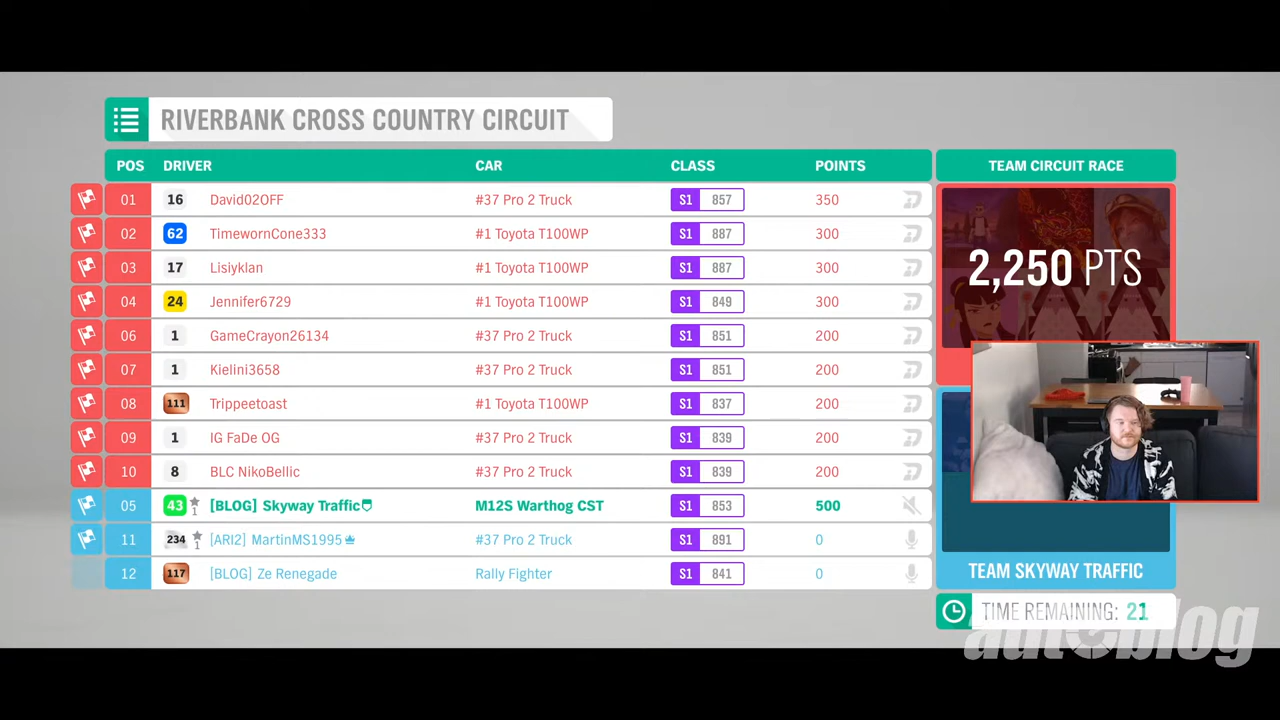 RIVERBANK CROSS COUNTRY CIRCUIT
POS DRIVER CAR CLASS POINTS TEAM CIRCUIT RACE
01 16 David02OFF #37 Pro 2 Truck S1 857 350
02 62 TimewornCone333 #1 Toyota T100WP S1 887 300
03 17 Lisiyklan #1 Toyota T100WP S1 887 300
04 24 Jennifer6729 #1 Toyota T100WP S1 849 300
06 1 GameCrayon26134 #37 Pro 2 Truck S1 851 200
07 1 Kielini3658 #37 Pro 2 Truck S1 851 200
08 111 Trippeetoast #1 Toyota T100WP S1 837 200
09 1 IG FaDe OG #37 Pro 2 Truck S1 839 200
10 8 BLC NikoBellic #37 Pro 2 Truck S1 839 200
05 43 1 [BLOG] Skyway Traffic M12S Warthog CST S1 853 500
11 234 1 [ARI2] MartinMS1995 #37 Pro 2 Truck S1 891 0
12 117 [BLOG] Ze Renegade Rally Fighter S1 841 0
2,250 PTS
TEAM SKYWAY TRAFFIC
TIME REMAINING: 21
autoblog